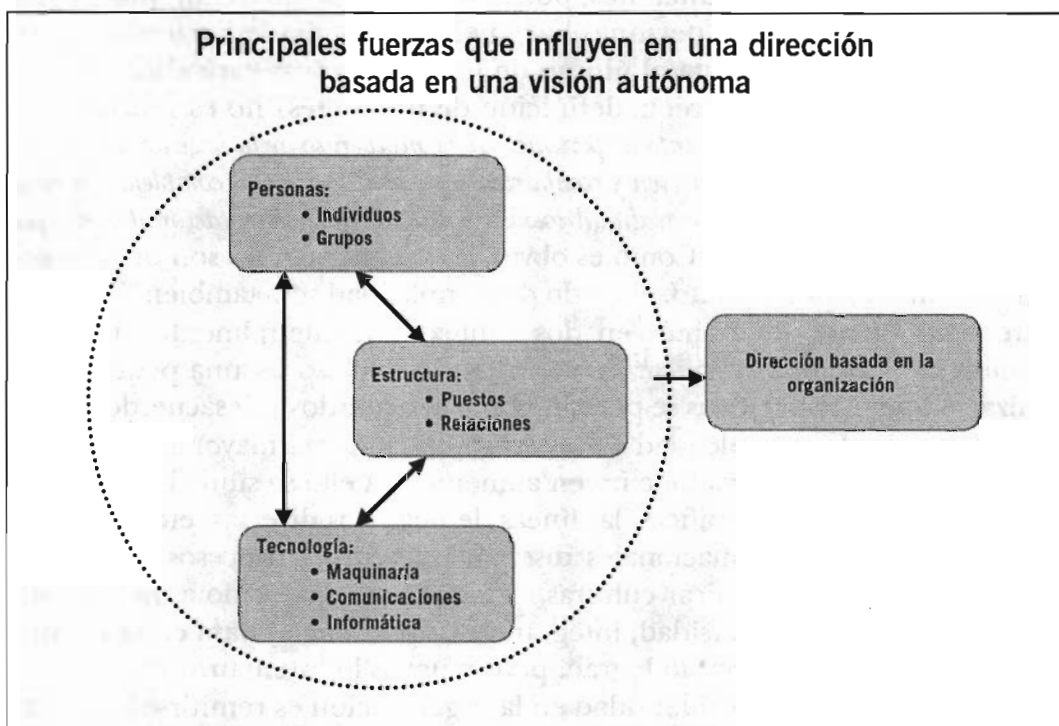 Principales fuerzas que influyen en una dirección
basada en una visión autónoma
Personas:
• Individuos
• Grupos
Estructura:
• Puestos
• Relaciones
Dirección basada en la
organización
Tecnología:
• Maquinaria
• Comunicaciones
• Informática